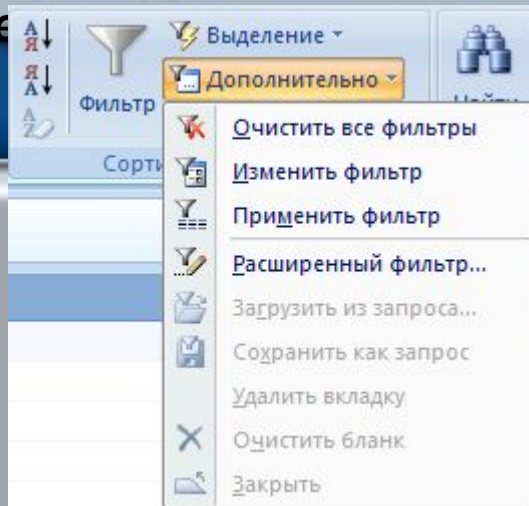 Выделение
Дополнительно
Фильтр
Очистить все фильтры
Изменить фильтр
Применить фильтр
Расширенный фильтр...
Загрузить из запроса...
Сохранить как запрос
Удалить вкладку
Очистить бланк
Закрыть